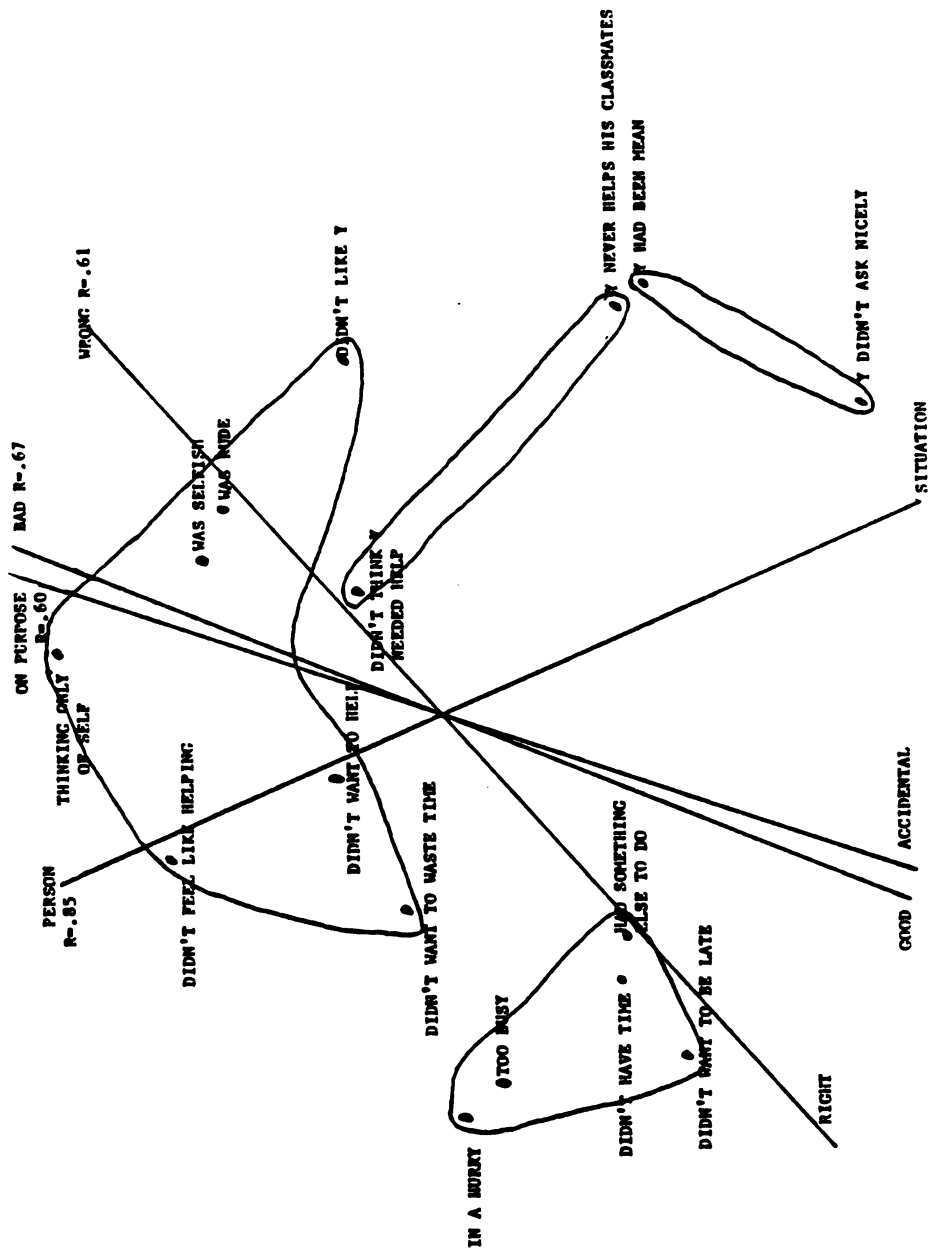 PERSON
R=.85
ON PURPOSE
R=.60
BAD R=.67
THINKING ONLY
OF SELF
WRONG R=.61
DIDN'T FEEL LIKE HELPING
WAS SELFISH
WAS RUDE
DIDN'T WANT TO HELP
DIDN'T LIKE Y
DIDN'T THINK Y
NEEDED HELP
DIDN'T WANT TO WASTE TIME
IN A HURRY
TOO BUSY
DIDN'T HAVE TIME
HAD SOMETHING
ELSE TO DO
Y NEVER HELPS HIS CLASSMATES
Y HAD BEEN MEAN
DIDN'T WANT TO BE LATE
RIGHT
Y DIDN'T ASK NICELY
GOOD
ACCIDENTAL
SITUATION